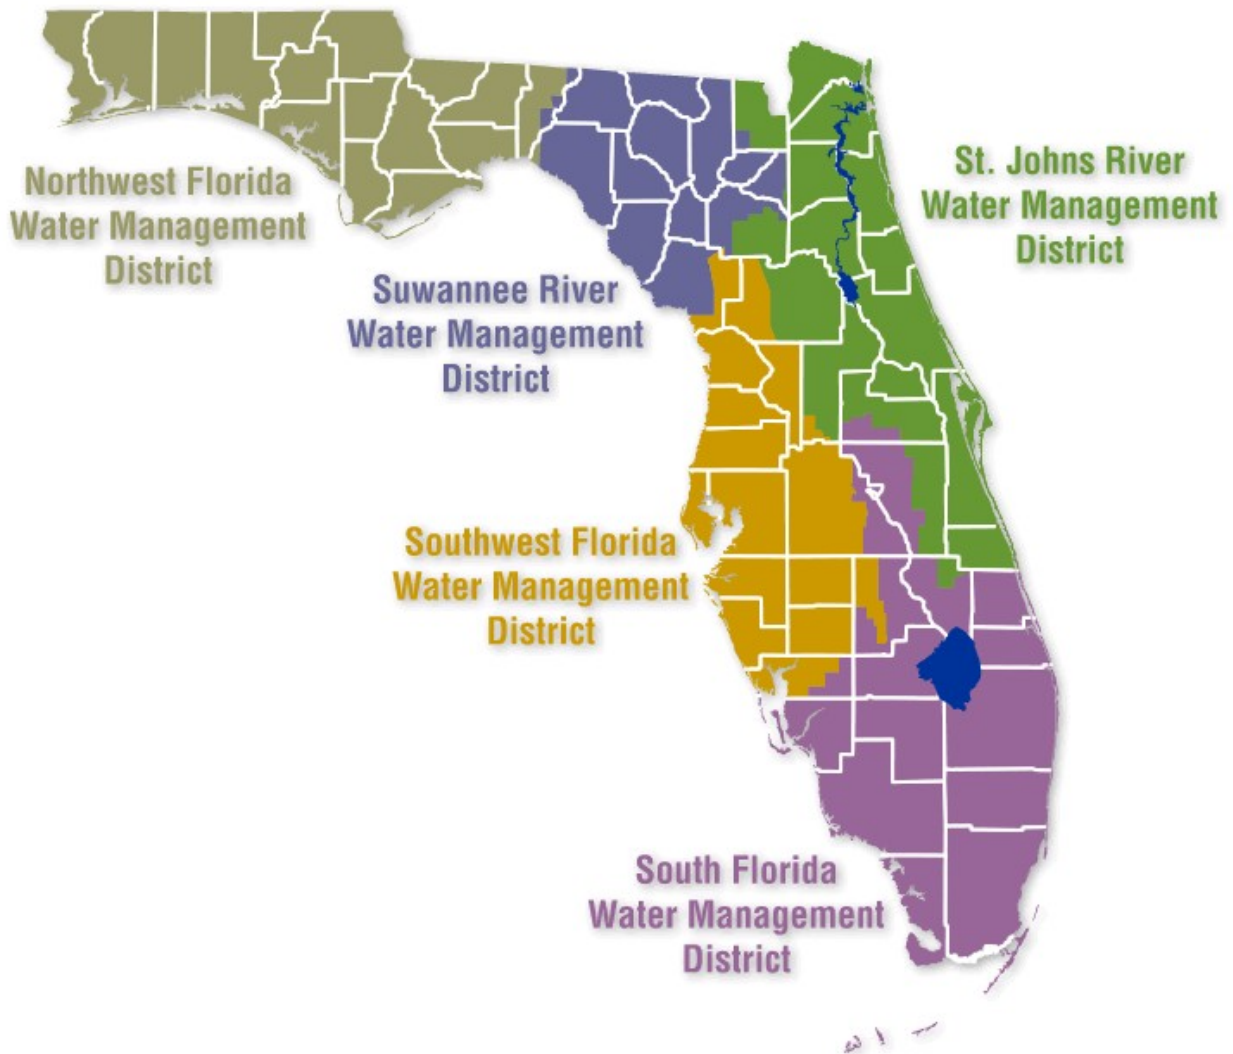 Northwest Florida
Water Management
District
St. Johns River
Water Management
District
Suwannee River
Water Management
District
Southwest Florida
Water Management
District
South Florida
Water Management
District